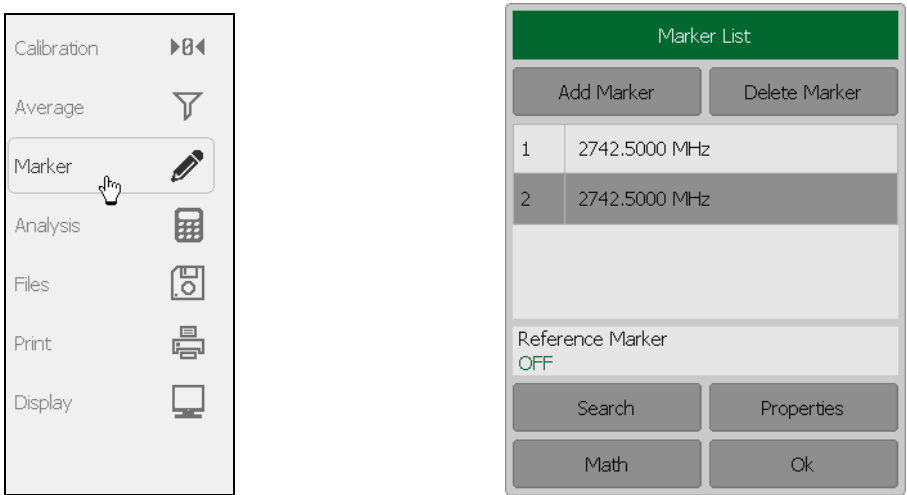 Calibration
Average
Marker
Analysis
Files
Print
Display
Marker List
Add Marker Delete Marker
1 2742.5000 MHz
2 2742.5000 MHz
Reference Marker
OFF
Search Properties
Math Ok